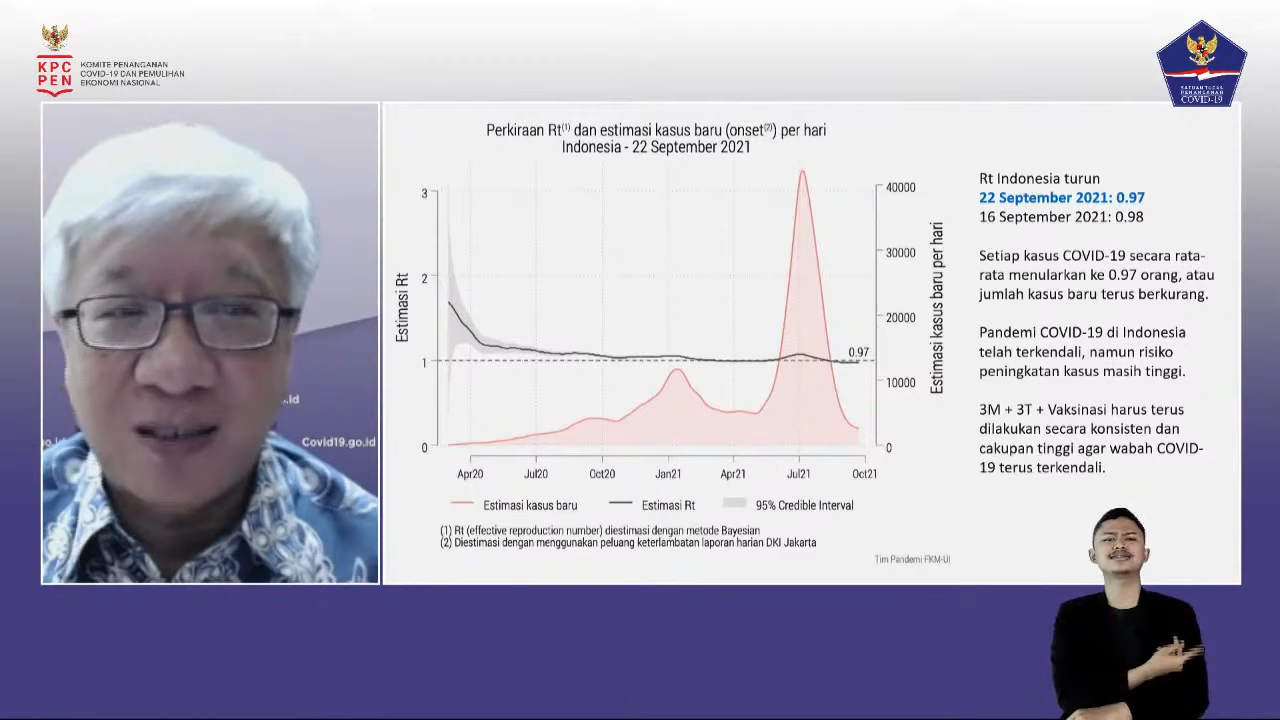 KPC
PEN
KOMITE PENANGANAN
COVID-19 DAN PEMULIHAN
EKONOMI NASIONAL
SATUAN TUGAS
PENANGANAN
COVID-19
.id
go.id
Covid19.go.id
Perkiraan Rt(1) dan estimasi kasus baru (onset(2)) per hari
Indonesia - 22 September 2021
Estimasi Rt
3
2
1
0
0.97
40000
30000
20000
10000
0
Estimasi kasus baru per hari
Apr20 Jul20 Oct20 Jan21 Apr21 Jul21 Oct21
Estimasi kasus baru Estimasi Rt 95% Credible Interval
(1) Rt (effective reproduction number) diestimasi dengan metode Bayesian
(2) Diestimasi dengan menggunakan peluang keterlambatan laporan harian DKI Jakarta
Tim Pandemi FKM-UI
Rt Indonesia turun
22 September 2021: 0.97
16 September 2021: 0.98
Setiap kasus COVID-19 secara rata-
rata menularkan ke 0.97 orang, atau
jumlah kasus baru terus berkurang.
Pandemi COVID-19 di Indonesia
telah terkendali, namun risiko
peningkatan kasus masih tinggi.
3M + 3T + Vaksinasi harus terus
dilakukan secara konsisten dan
cakupan tinggi agar wabah COVID-
19 terus terkendali.